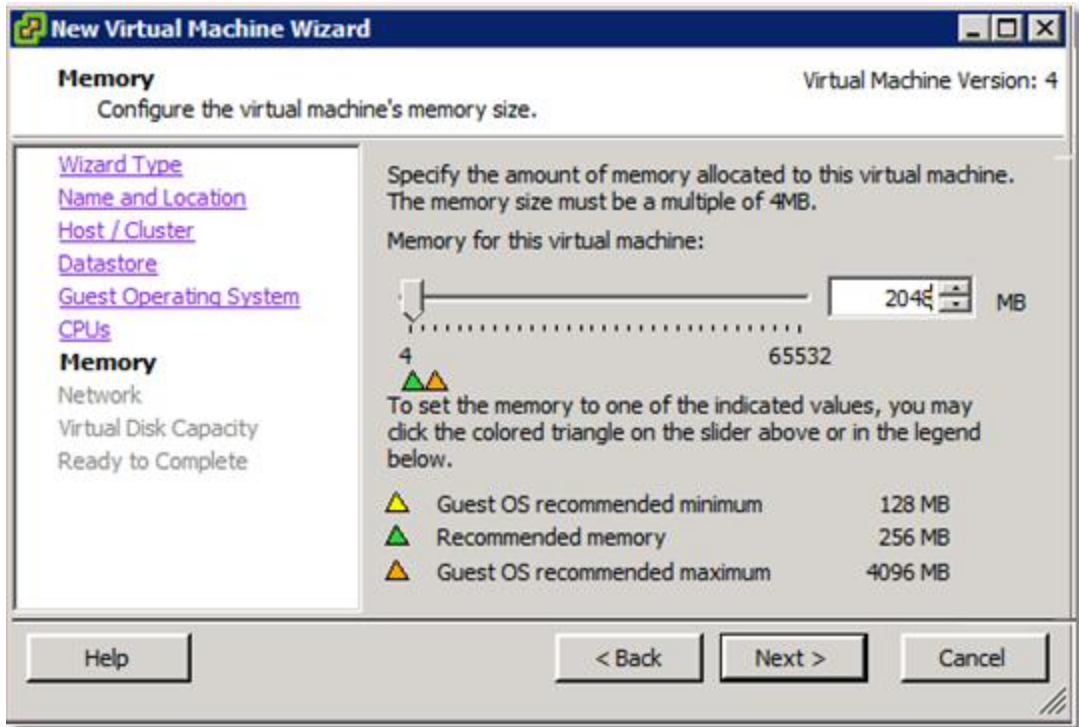 New Virtual Machine Wizard
Memory
Virtual Machine Version: 4
Configure the virtual machine's memory size.
Wizard Type
Name and Location
Host / Cluster
Datastore
Guest Operating System
CPUs
Memory
Network
Virtual Disk Capacity
Ready to Complete
Specify the amount of memory allocated to this virtual machine.
The memory size must be a multiple of 4MB.
Memory for this virtual machine:
2048 MB
4 65532
To set the memory to one of the indicated values, you may
click the colored triangle on the slider above or in the legend
below.
Guest OS recommended minimum 128 MB
Recommended memory 256 MB
Guest OS recommended maximum 4096 MB
Help < Back Next > Cancel